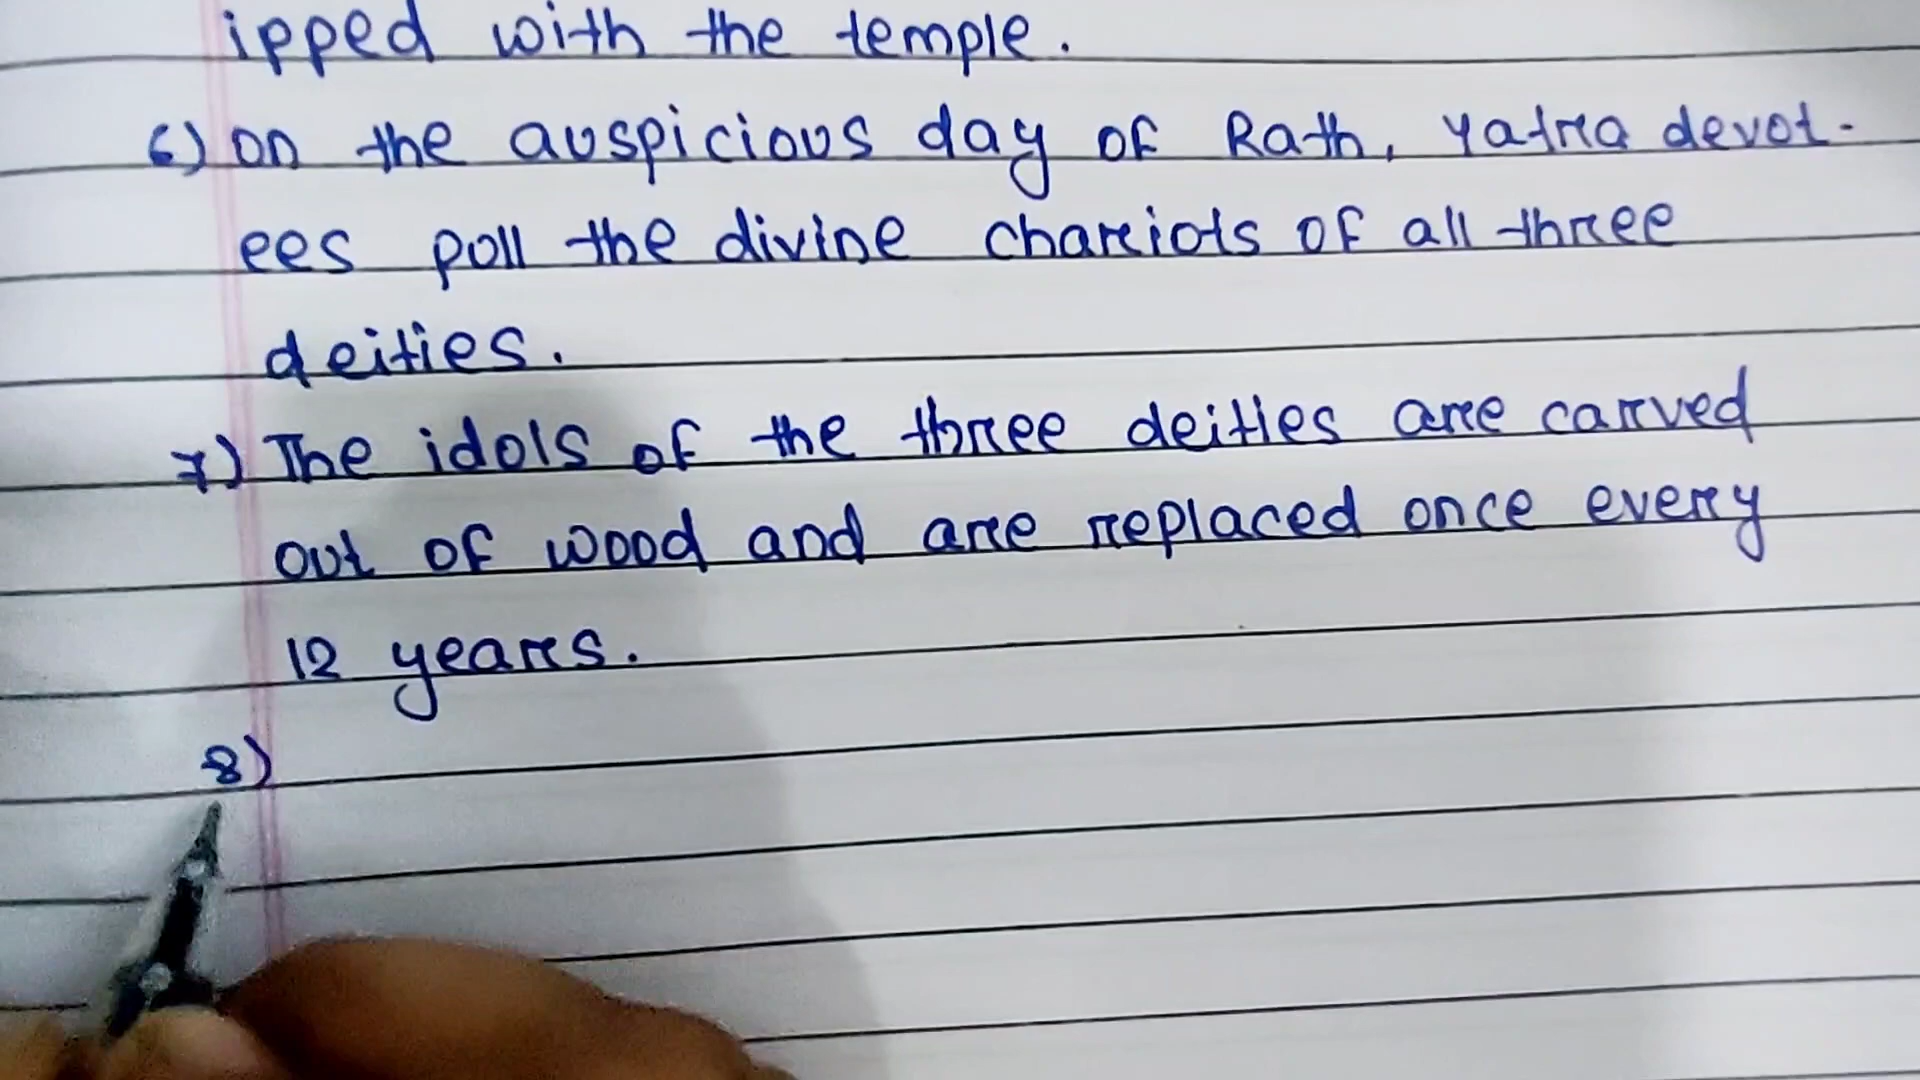 ipped with the temple.
6) on the auspicious day of Rath, Yatra devot-
ees pull the divine chariots of all three
deities.
7) The idols of the three deities are carved
out of wood and are replaced once every
12 years.
8)